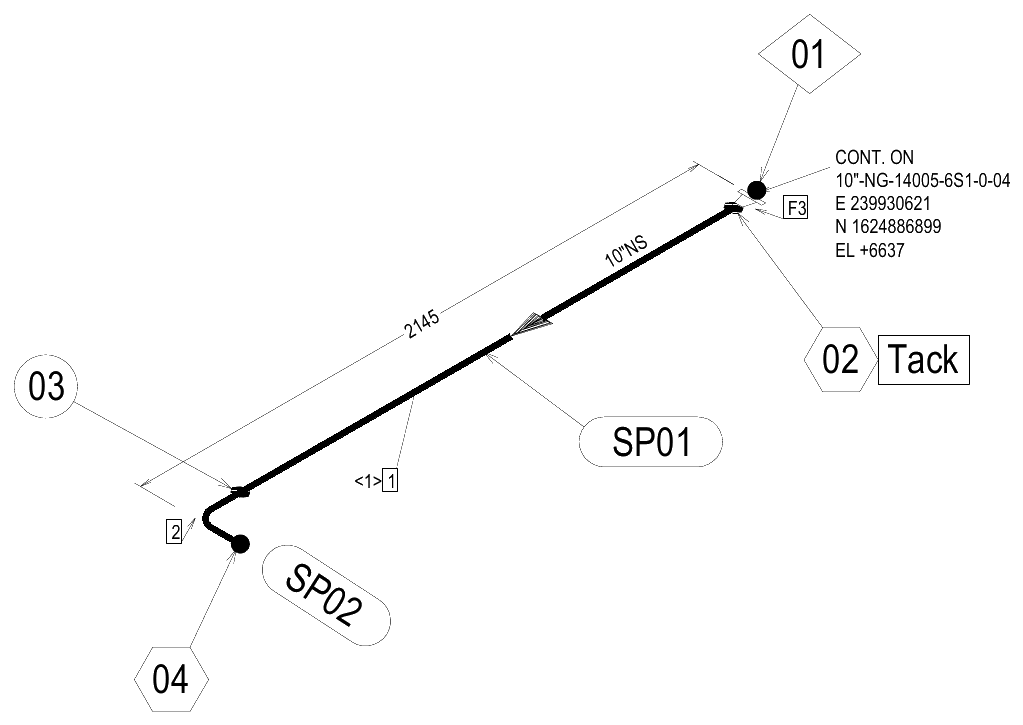 01
CONT. ON
10"-NG-14005-6S1-0-04
E 239930621
N 1624886899
EL +6637
F3
10"NS
2145
02
Tack
03
SP01
<1>1
2
SP02
04